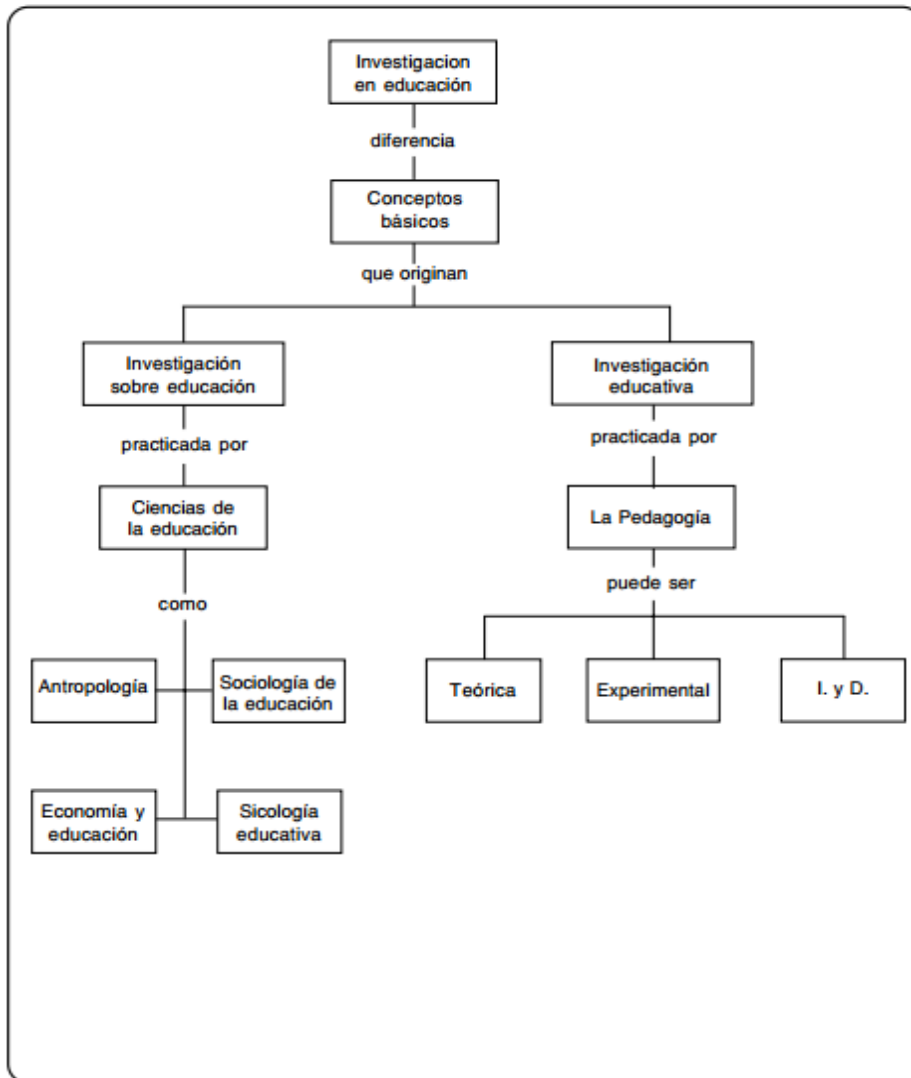 Investigacion
en educación
diferencia
Conceptos
básicos
que originan
Investigación
sobre educación
Investigación
educativa
practicada por
practicada por
Ciencias de
la educación
La Pedagogía
puede ser
como
Antropología
Sociología de
la educación
Teórica
Experimental
I. y D.
Economía y
educación
Sicología
educativa